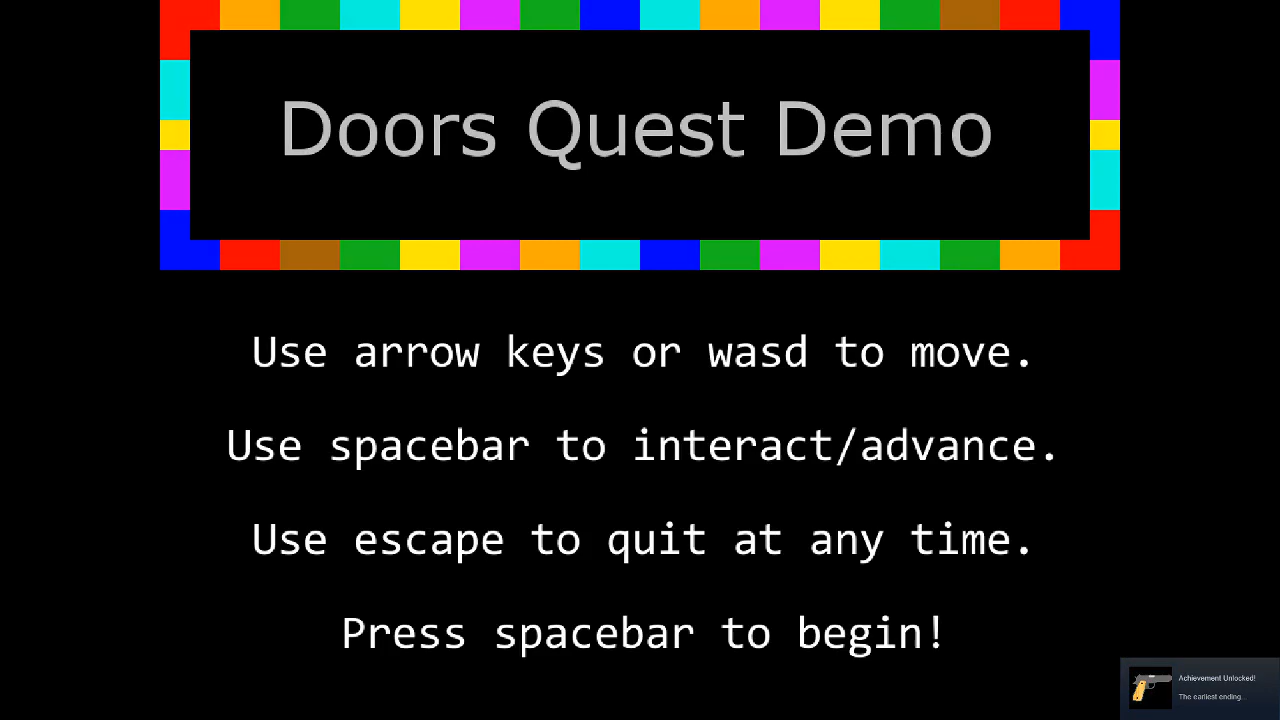 Doors Quest Demo
Use arrow keys or wasd to move.
Use spacebar to interact/advance.
Use escape to quit at any time.
Press spacebar to begin!
Achievement Unlocked!
The earliest ending...